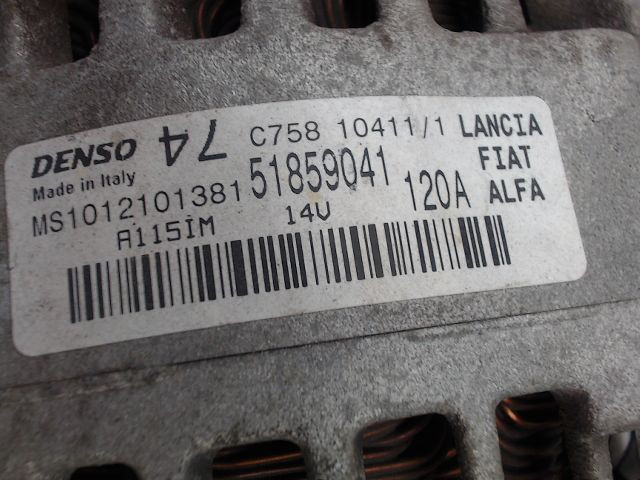 DENSO 74 C758 10411/1 LANCIA
Made in Italy 51859041 FIAT
MS1012101381 120A ALFA
A115IM 14V